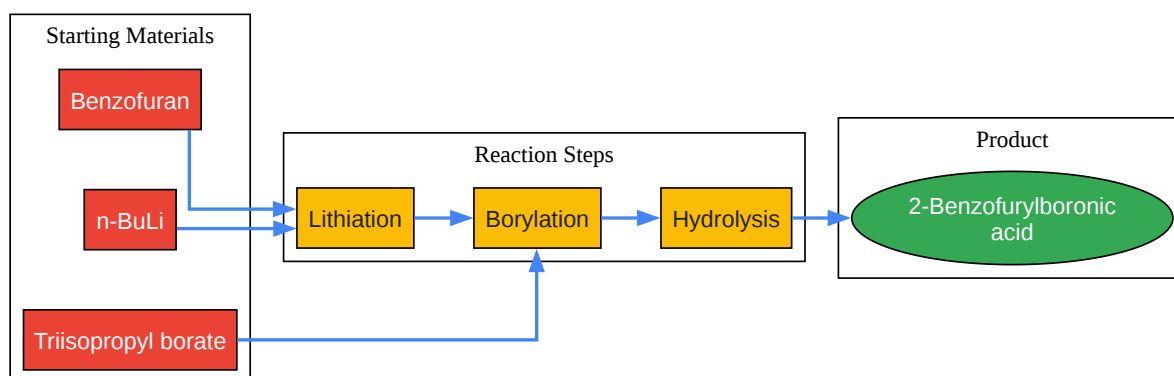 Starting Materials
Benzofuran
n-BuLi
Triisopropyl borate
Reaction Steps
Lithiation
Borylation
Hydrolysis
Product
2-Benzofurylboronic
acid